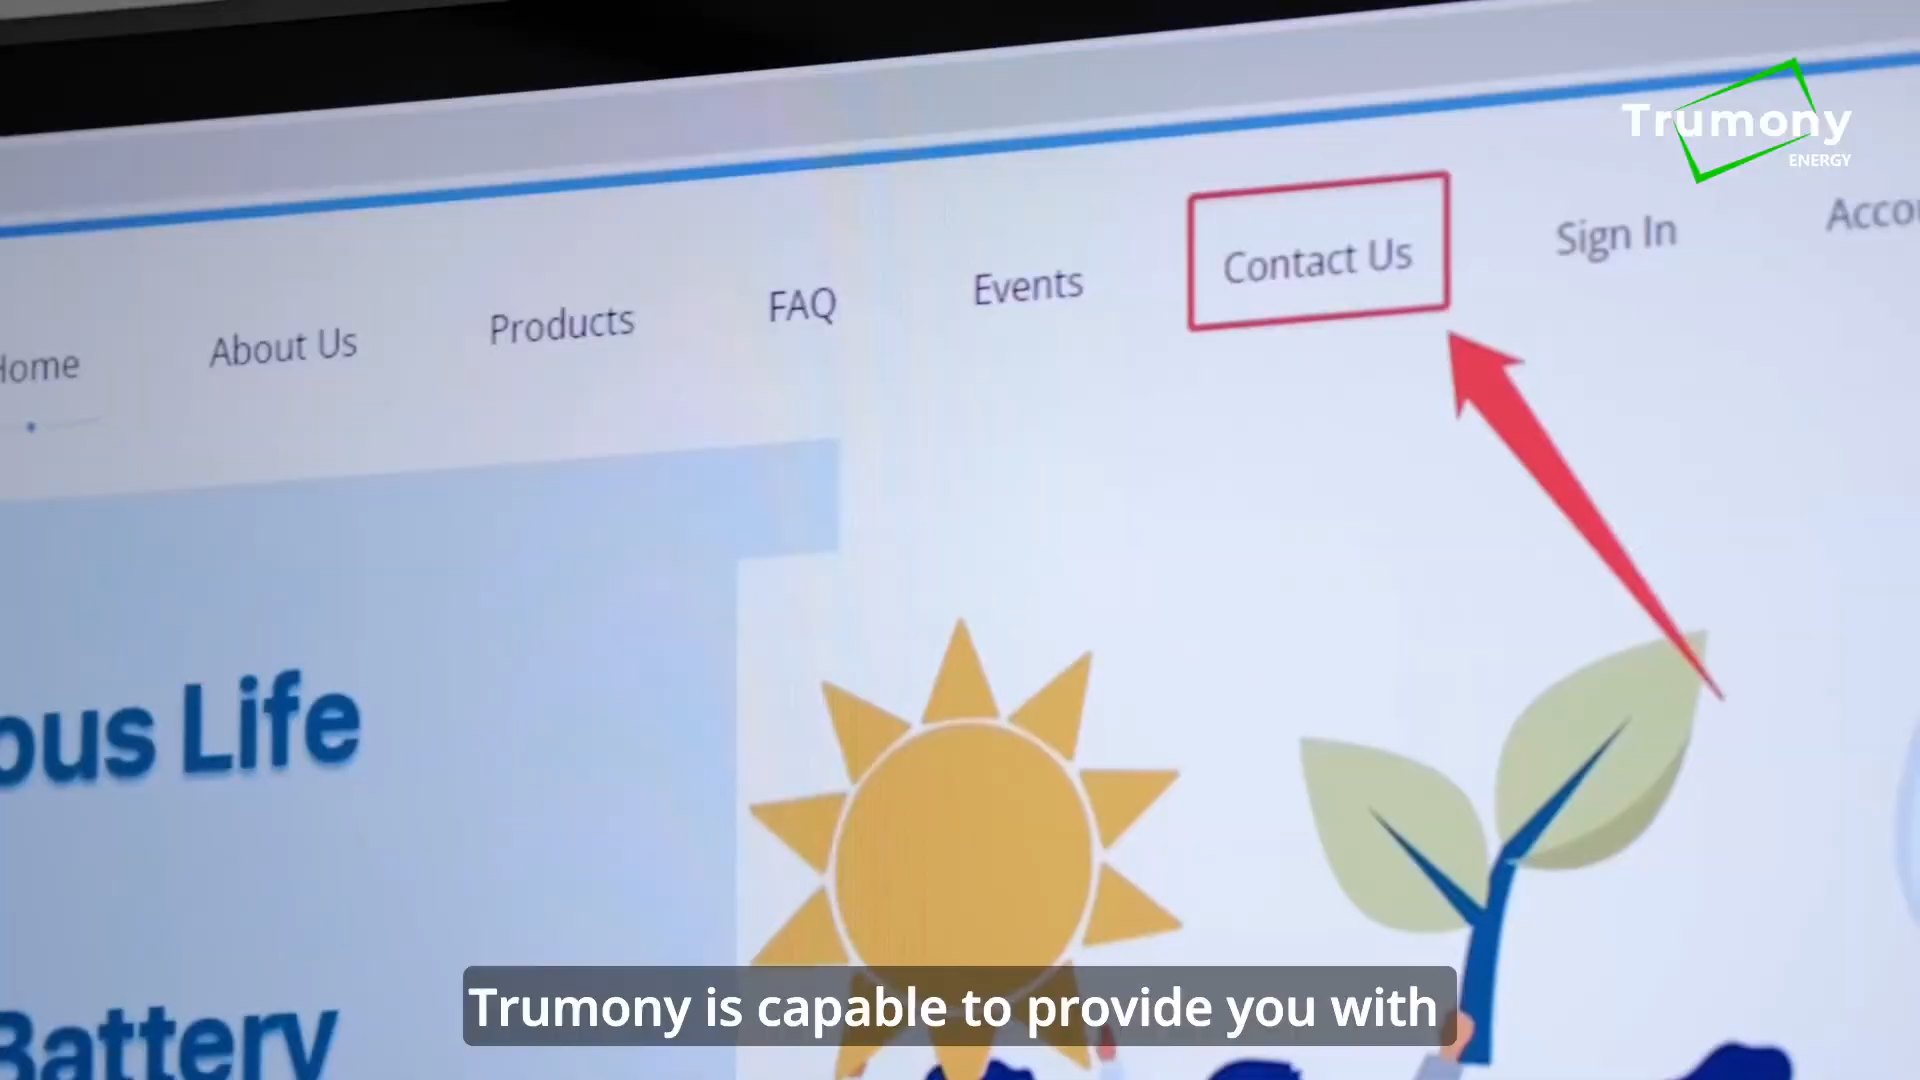 Trumony
ENERGY
Home
About Us
Products
FAQ
Events
Contact Us
Sign In
Acco
ous Life
Battery
Trumony is capable to provide you with